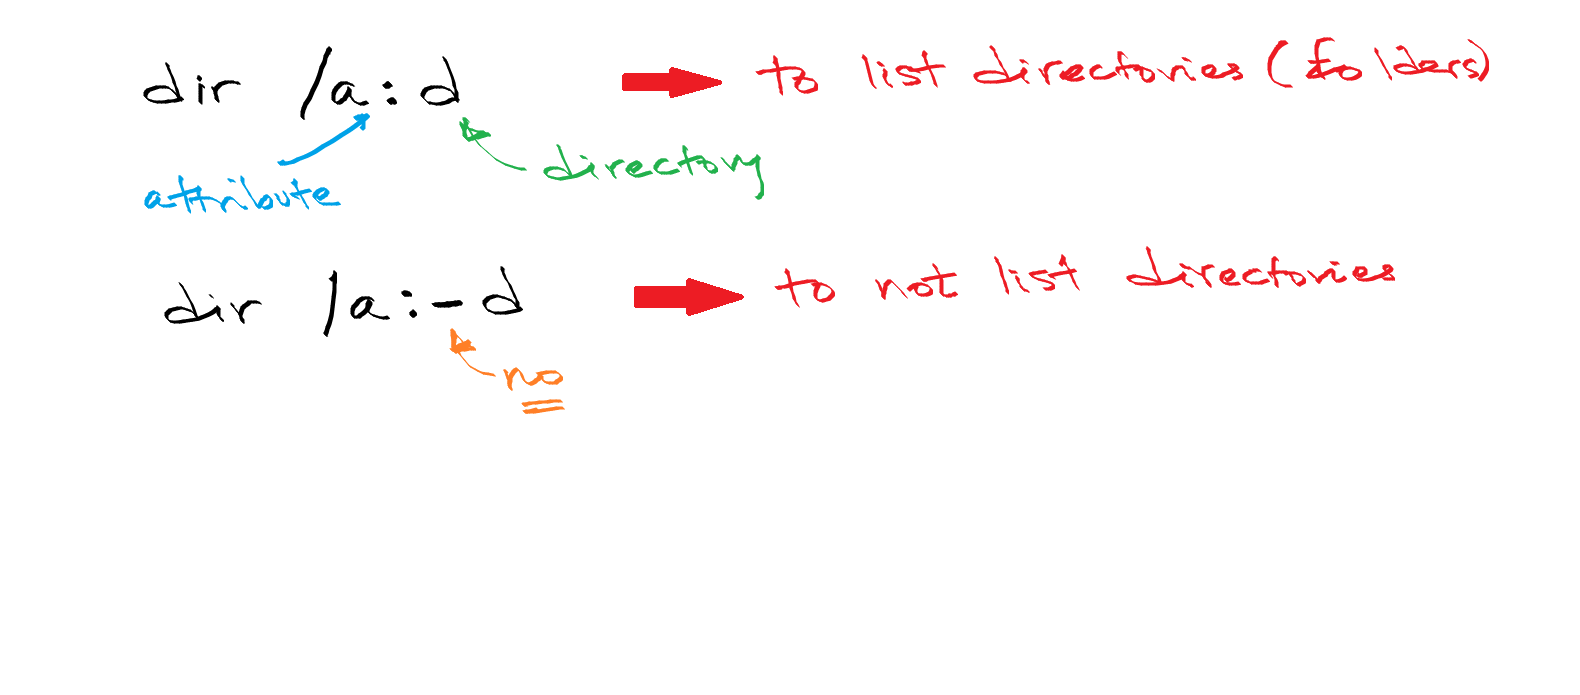 dir /a:d to list directories (folders)
attribute directory
dir /a:-d to not list directories
no